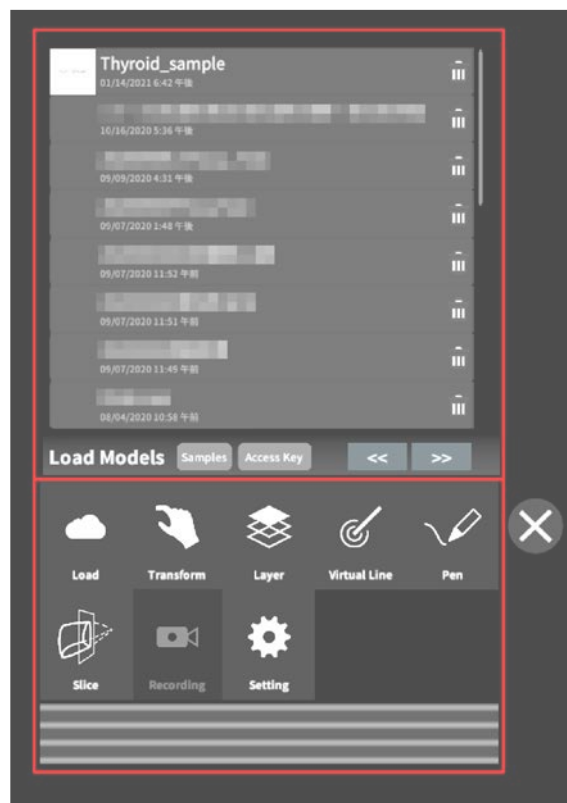 Thyroid_sample
01/14/2021 6:42 午後
10/16/2020 5:36 午後
09/09/2020 4:31 午後
09/07/2020 1:48 午後
09/07/2020 11:52 午前
09/07/2020 11:51 午前
09/07/2020 11:49 午前
08/04/2020 10:58 午前
Load Models Samples Access Key << >>
Load Transform Layer Virtual Line Pen
Slice Recording Setting